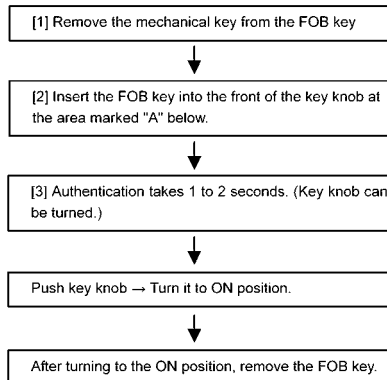 [1] Remove the mechanical key from the FOB key
[2] Insert the FOB key into the front of the key knob at
the area marked "A" below.
[3] Authentication takes 1 to 2 seconds. (Key knob can
be turned.)
Push key knob → Turn it to ON position.
After turning to the ON position, remove the FOB key.